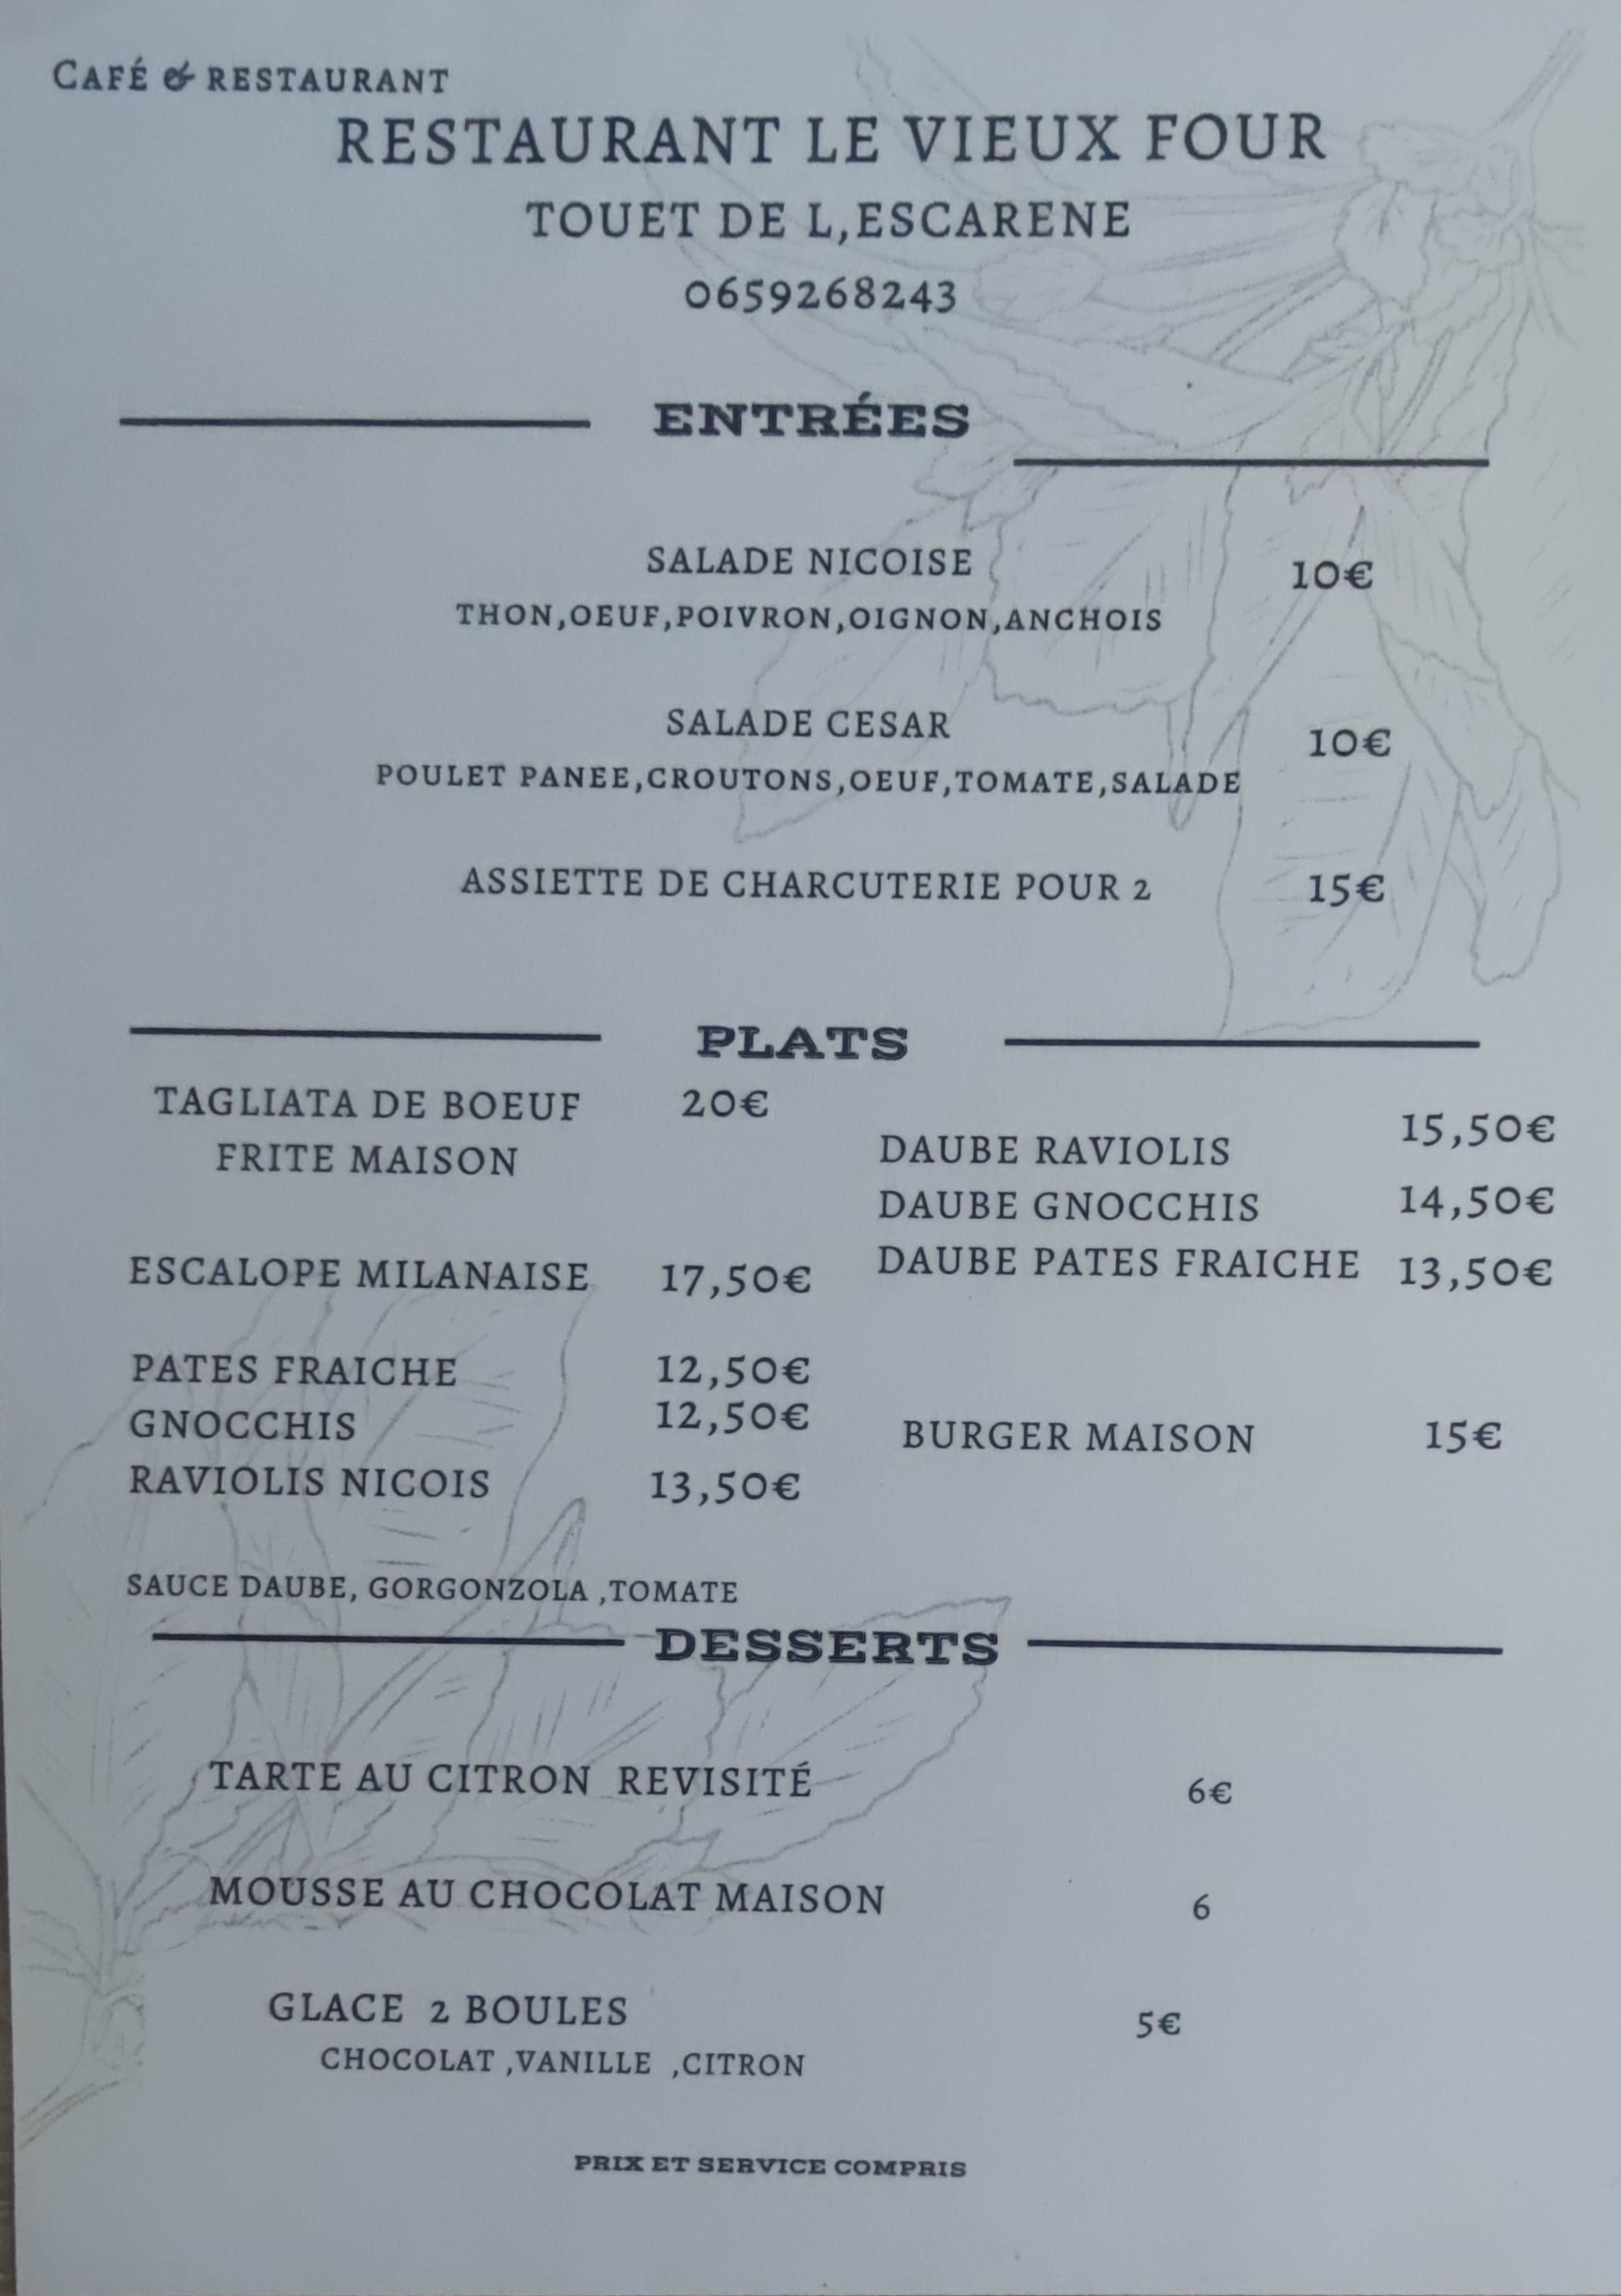 CAFÉ & RESTAURANT
RESTAURANT LE VIEUX FOUR
TOUET DE L,ESCARENE
0659268243
ENTRÉES
SALADE NICOISE 10€
THON,OEUF,POIVRON,OIGNON,ANCHOIS
SALADE CESAR 10€
POULET PANEE,CROUTONS,OEUF,TOMATE,SALADE
ASSIETTE DE CHARCUTERIE POUR 2 15€
PLATS
TAGLIATA DE BOEUF 20€
FRITE MAISON
ESCALOPE MILANAISE 17,50€
PATES FRAICHE 12,50€
GNOCCHIS 12,50€
RAVIOLIS NICOIS 13,50€
SAUCE DAUBE, GORGONZOLA ,TOMATE
DAUBE RAVIOLIS 15,50€
DAUBE GNOCCHIS 14,50€
DAUBE PATES FRAICHE 13,50€
BURGER MAISON 15€
DESSERTS
TARTE AU CITRON REVISITÉ 6€
MOUSSE AU CHOCOLAT MAISON 6
GLACE 2 BOULES 5€
CHOCOLAT ,VANILLE ,CITRON
PRIX ET SERVICE COMPRIS